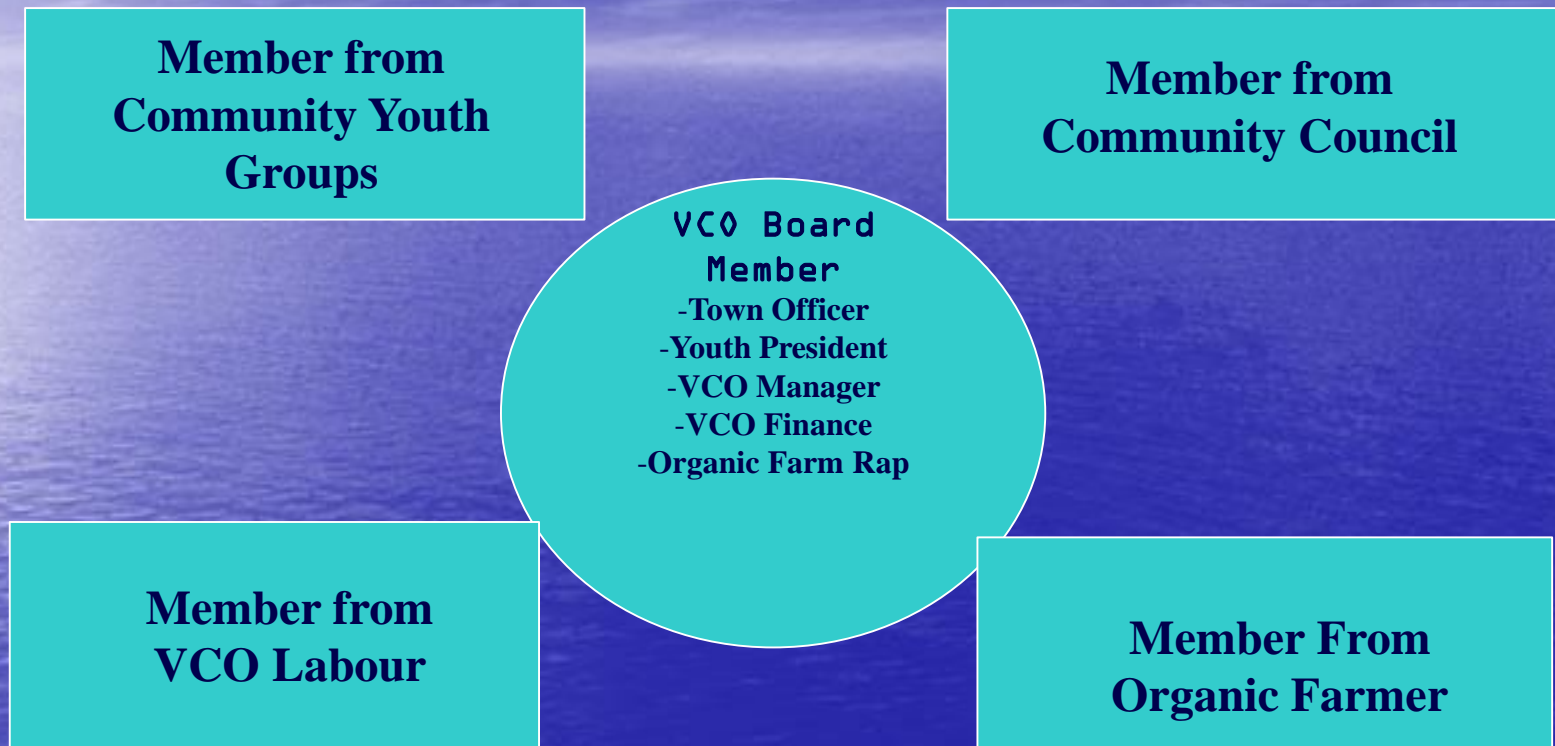 Member from
Community Youth
Groups
Member from
Community Council
VCO Board
Member
-Town Officer
-Youth President
-VCO Manager
-VCO Finance
-Organic Farm Rap
Member from
VCO Labour
Member From
Organic Farmer